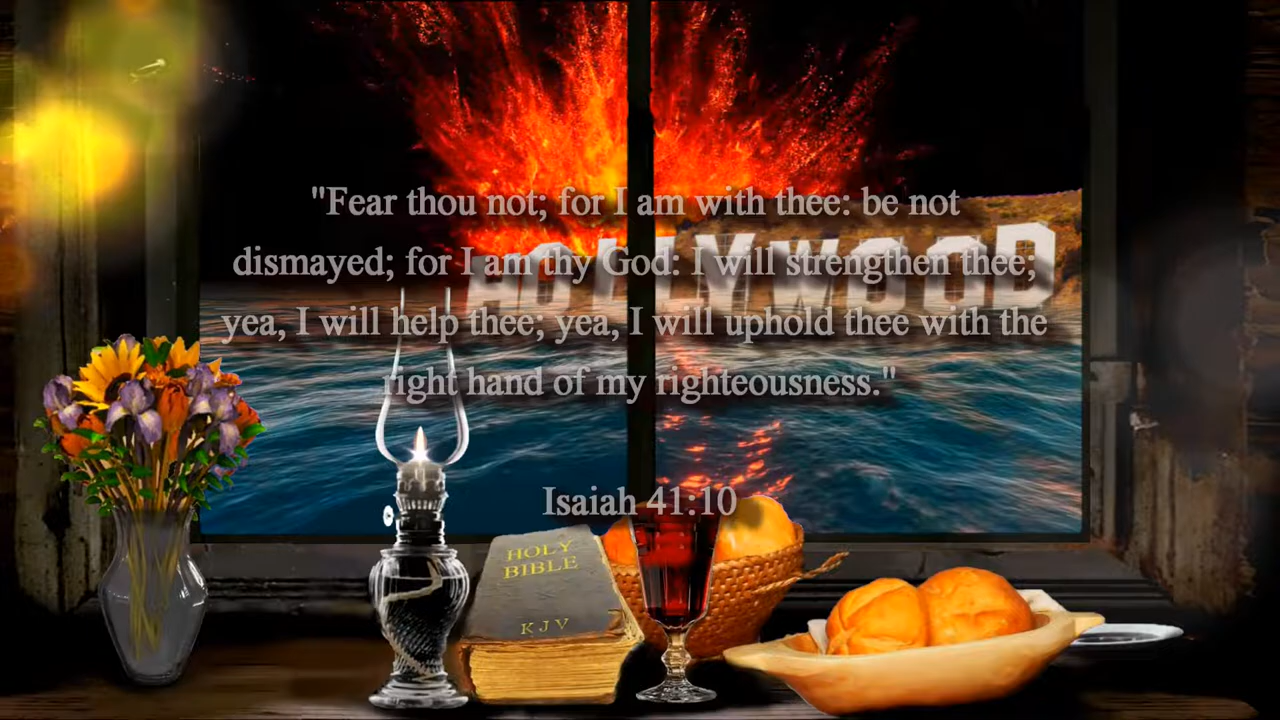 "Fear thou not; for I am with thee: be not
dismayed; for I am thy God: I will strengthen thee;
yea, I will help thee; yea, I will uphold thee with the
right hand of my righteousness."
Isaiah 41:10
HOLLYWOOD
HOLY
BIBLE
KJV